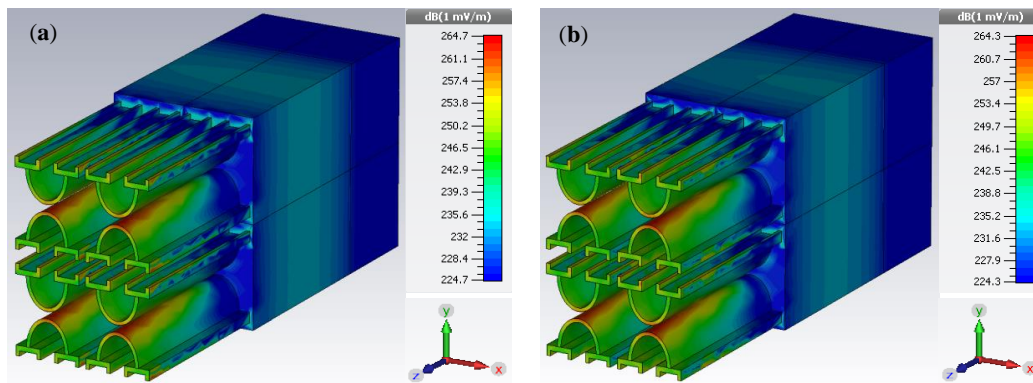 (a)
dB(1 mV/m)
264.7
261.1
257.4
253.8
250.2
246.5
242.9
239.3
235.6
232
228.4
224.7
y
z
x
(b)
dB(1 mV/m)
264.3
260.7
257
253.4
249.7
246.1
242.5
238.8
235.2
231.6
227.9
224.3
y
z
x